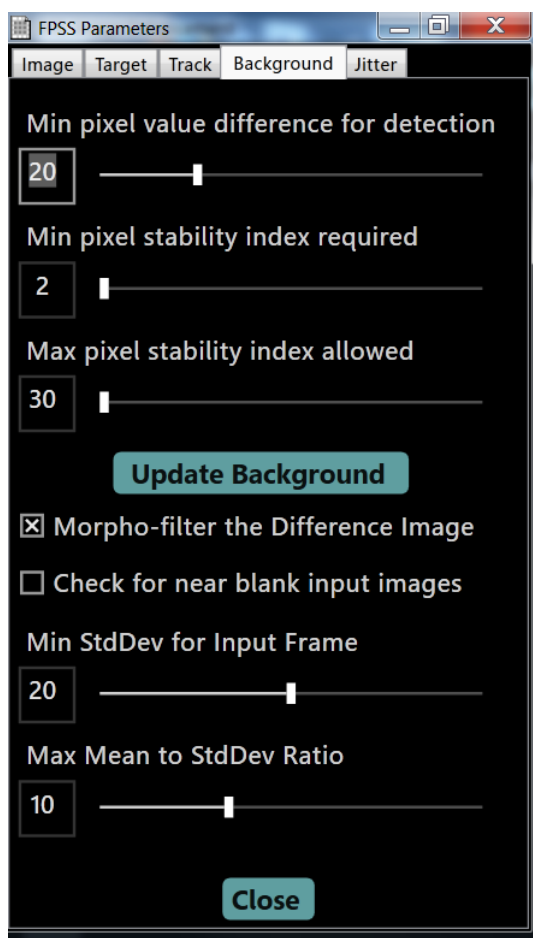 FPSS Parameters
Image Target Track Background Jitter
Min pixel value difference for detection
20
Min pixel stability index required
2
Max pixel stability index allowed
30
Update Background
Morpho-filter the Difference Image
Check for near blank input images
Min StdDev for Input Frame
20
Max Mean to StdDev Ratio
10
Close